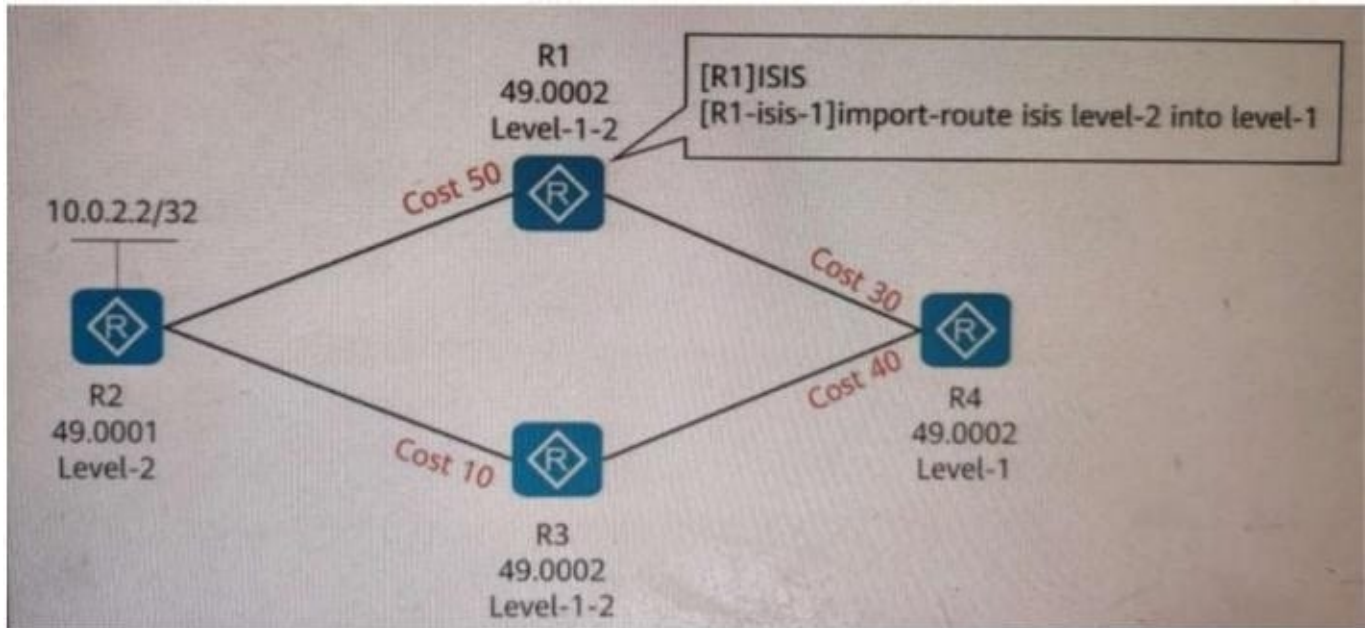 R1
49.0002
Level-1-2
[R1]ISIS
[R1-isis-1]import-route isis level-2 into level-1
Cost 50
10.0.2.2/32
Cost 30
R
R
R
R2
49.0001
Level-2
Cost 10
Cost 40
R4
49.0002
Level-1
R
R3
49.0002
Level-1-2